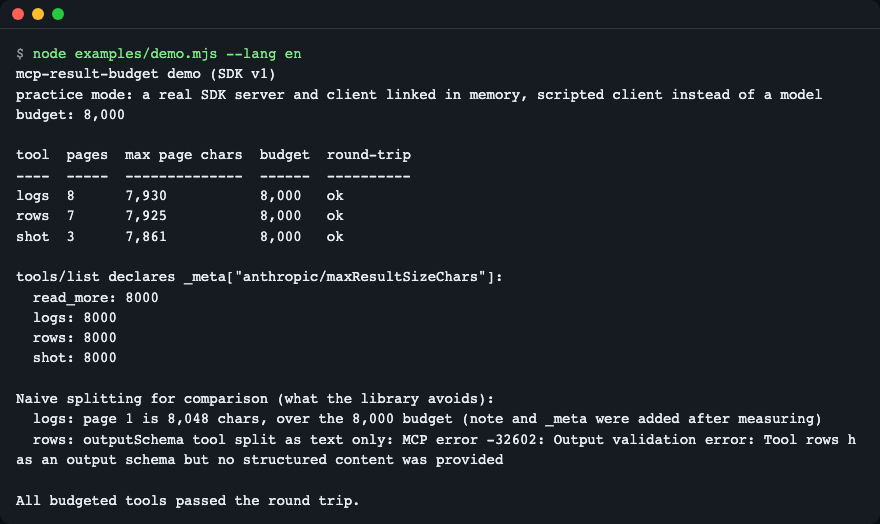 $ node examples/demo.mjs --lang en
mcp-result-budget demo (SDK v1)
practice mode: a real SDK server and client linked in memory, scripted client instead of a model
budget: 8,000

tool  pages  max page chars  budget  round-trip
----  -----  --------------  ------  ----------
logs  8      7,930           8,000   ok
rows  7      7,925           8,000   ok
shot  3      7,861           8,000   ok

tools/list declares _meta["anthropic/maxResultSizeChars"]:
  read_more: 8000
  logs: 8000
  rows: 8000
  shot: 8000

Naive splitting for comparison (what the library avoids):
  logs: page 1 is 8,048 chars, over the 8,000 budget (note and _meta were added after measuring)
  rows: outputSchema tool split as text only: MCP error -32602: Output validation error: Tool rows h
as an output schema but no structured content was provided

All budgeted tools passed the round trip.